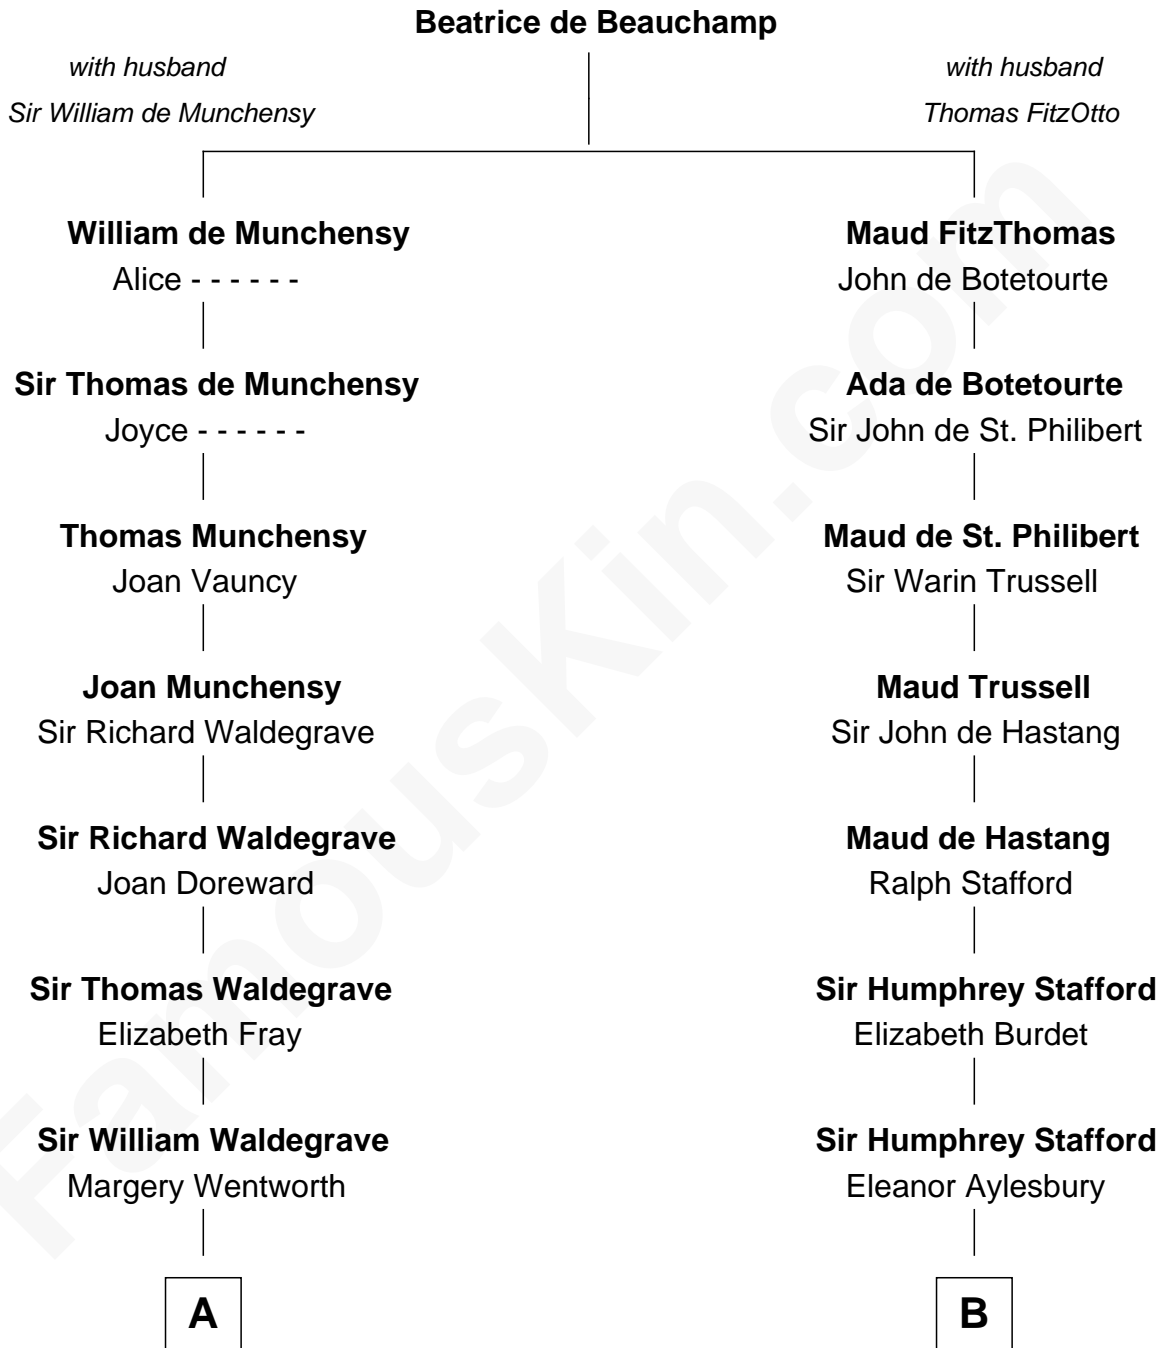 Beatrice de Beauchamp
with husband
Sir William de Munchensy
with husband
Thomas FitzOtto
William de Munchensy
Alice - - - - - -
Maud FitzThomas
John de Botetourte
Sir Thomas de Munchensy
Joyce - - - - - -
Ada de Botetourte
Sir John de St. Philibert
Thomas Munchensy
Joan Vauncy
Maud de St. Philibert
Sir Warin Trussell
Joan Munchensy
Sir Richard Waldegrave
Maud Trussell
Sir John de Hastang
Sir Richard Waldegrave
Joan Doreward
Maud de Hastang
Ralph Stafford
Sir Thomas Waldegrave
Elizabeth Fray
Sir Humphrey Stafford
Elizabeth Burdet
Sir William Waldegrave
Margery Wentworth
Sir Humphrey Stafford
Eleanor Aylesbury
A
B
FamousKin.com